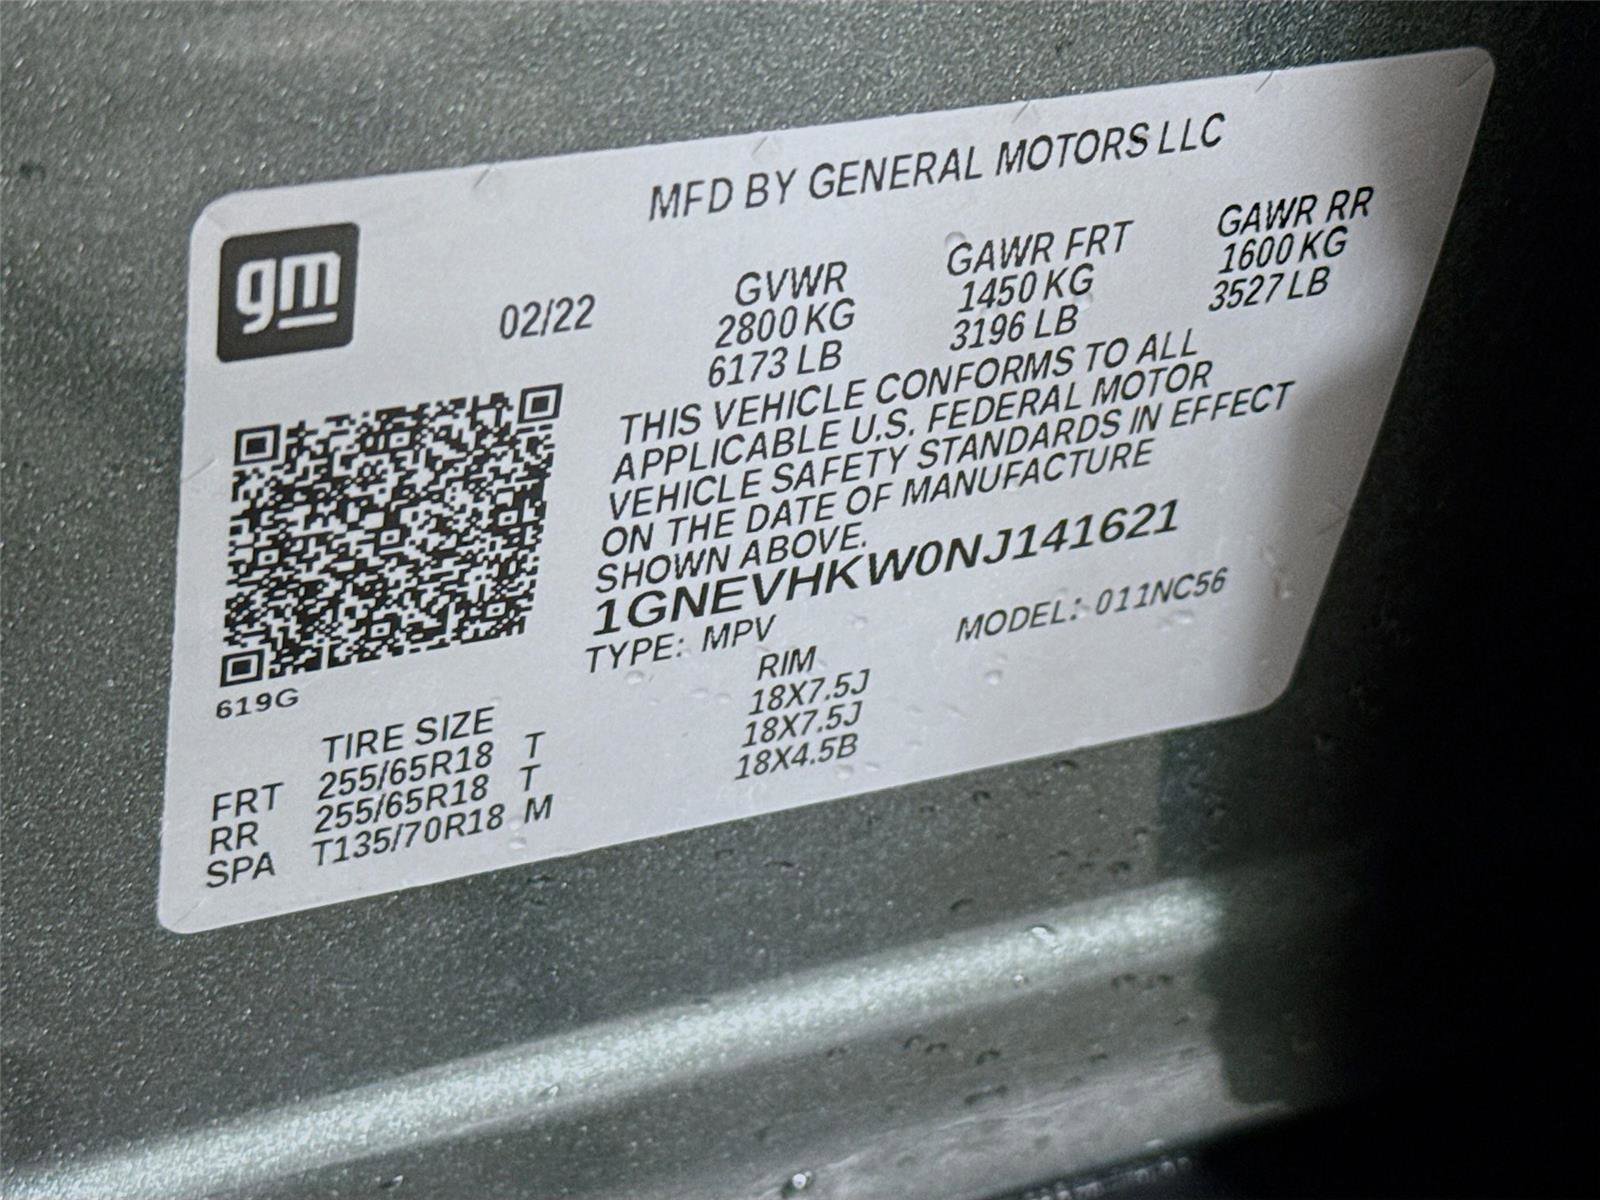 MFD BY GENERAL MOTORS LLC
gm
02/22
GVWR GAWR FRT GAWR RR
2800 KG 1450 KG 1600 KG
6173 LB 3196 LB 3527 LB
THIS VEHICLE CONFORMS TO ALL
APPLICABLE U.S. FEDERAL MOTOR
VEHICLE SAFETY STANDARDS IN EFFECT
ON THE DATE OF MANUFACTURE
SHOWN ABOVE.
1GNEVHKW0NJ141621
TYPE: MPV MODEL: 011NC56
619G
TIRE SIZE RIM
FRT 255/65R18 T 18X7.5J
RR 255/65R18 T 18X7.5J
SPA T135/70R18 M 18X4.5B